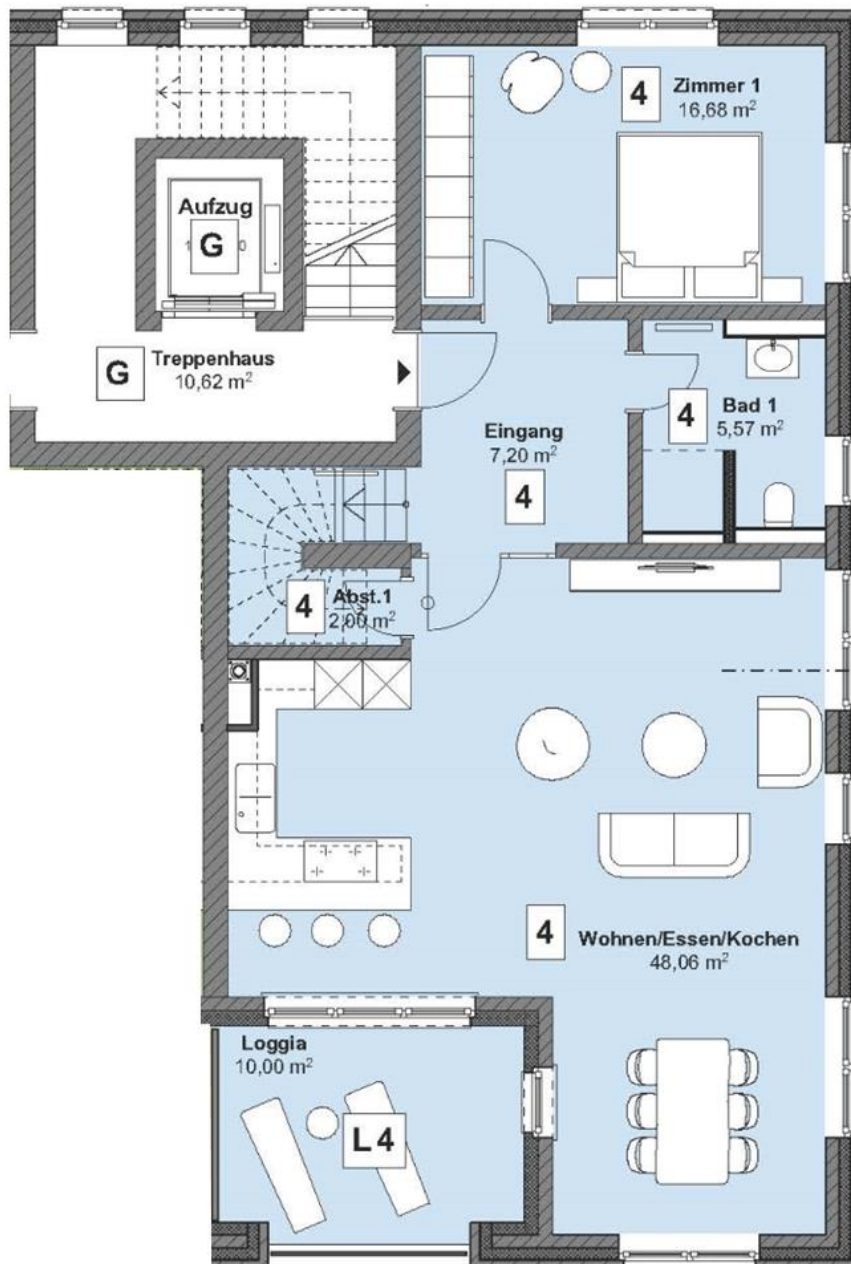 4
Zimmer 1
16,68 m²
Aufzug
G
G
Treppenhaus
10,62 m²
4
Bad 1
5,57 m²
Eingang
7,20 m²
4
4
Abst.1
2,00 m²
4
Wohnen/Essen/Kochen
48,06 m²
Loggia
10,00 m²
L 4